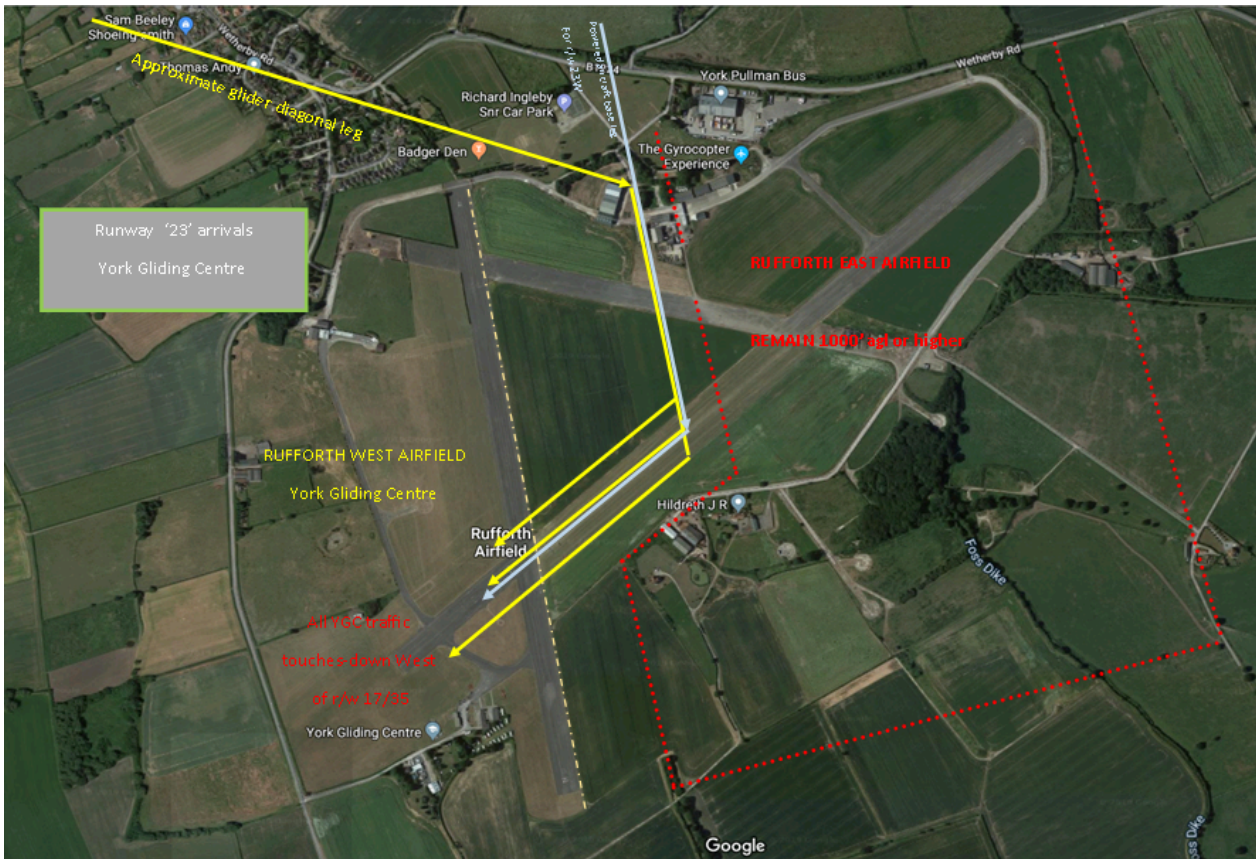 Sam Beeley
Shoeing smith
Wetherby Rd
Thomas Andy
Approximate glider diagonal leg
Powered aircraft base leg
For r/w 23W
B1224
York Pullman Bus
Wetherby Rd
Richard Ingleby
Snr Car Park
Badger Den
The Gyrocopter
Experience
Runway '23' arrivals
York Gliding Centre
RUFFORTH EAST AIRFIELD
REMAIN 1000' agl or higher
RUFFORTH WEST AIRFIELD
York Gliding Centre
Hildreth J R
Rufforth
Airfield
Foss Dike
All YGC traffic
touches-down West
of r/w 17/35
York Gliding Centre
Google
ss Dike